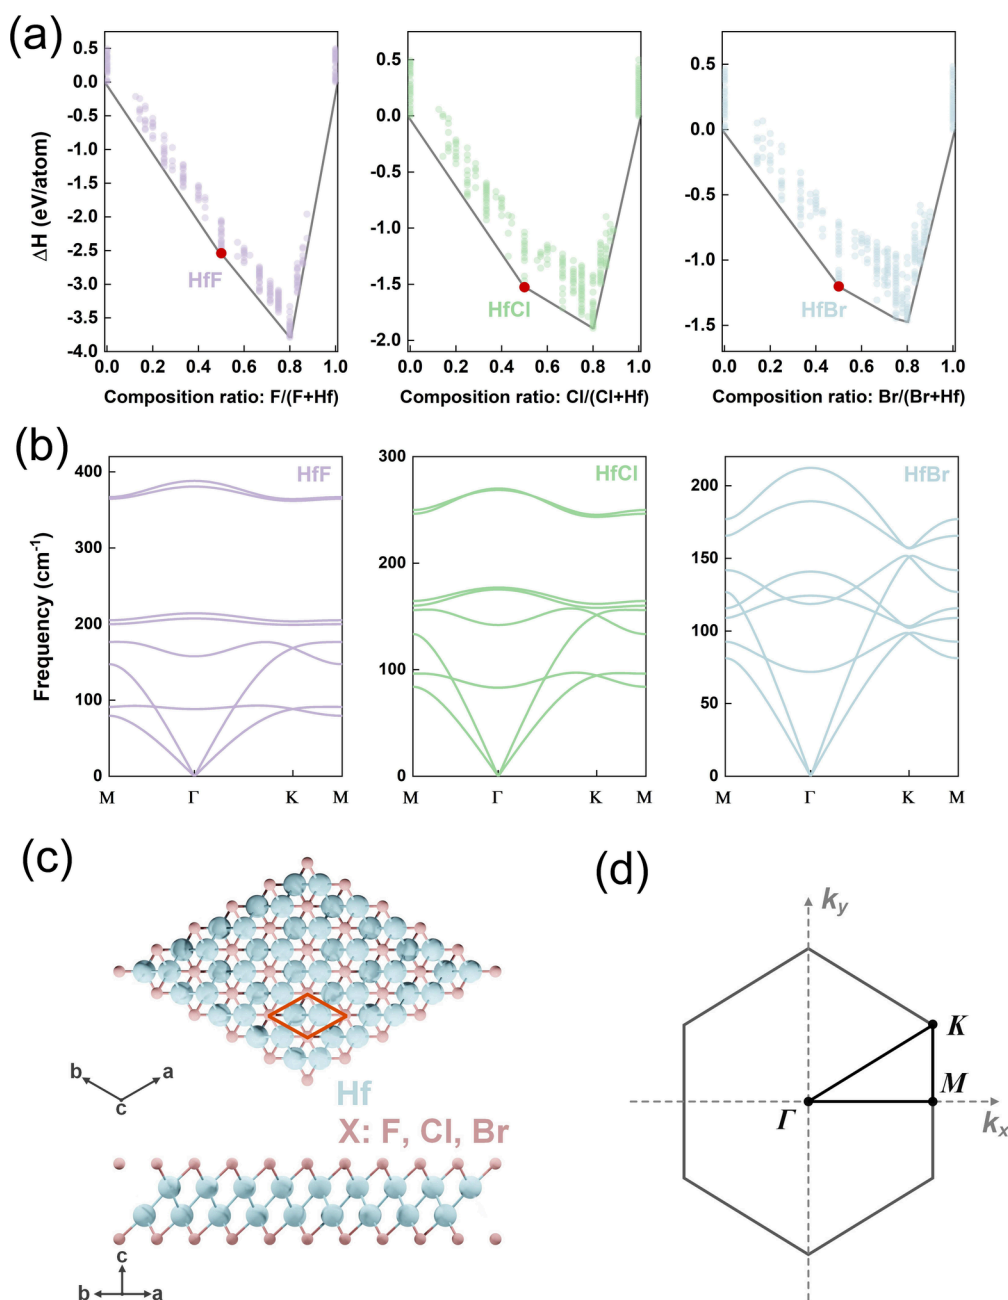 (a)
ΔH (eV/atom)
0.5
0.0
-0.5
-1.0
-1.5
-2.0
-2.5
-3.0
-3.5
-4.0
HfF
0.0 0.2 0.4 0.6 0.8 1.0
Composition ratio: F/(F+Hf)
0.5
0.0
-0.5
-1.0
-1.5
-2.0
HfCl
0.0 0.2 0.4 0.6 0.8 1.0
Composition ratio: Cl/(Cl+Hf)
0.5
0.0
-0.5
-1.0
-1.5
HfBr
0.0 0.2 0.4 0.6 0.8 1.0
Composition ratio: Br/(Br+Hf)
(b)
Frequency (cm⁻¹)
400
300
200
100
0
HfF
M Γ K M
300
200
100
0
HfCl
M Γ K M
200
150
100
50
0
HfBr
M Γ K M
(c)
b a
c
Hf
X: F, Cl, Br
c
b a
(d)
ky
K
M
Γ
kx